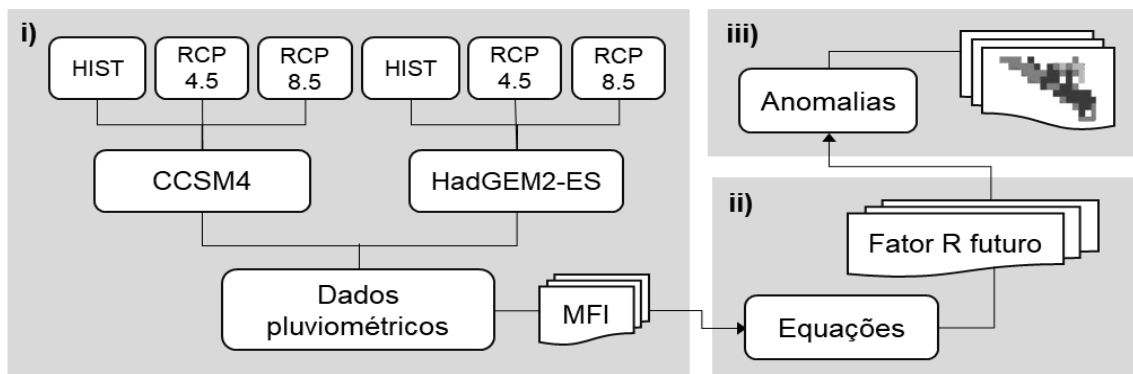 i)
HIST
RCP
4.5
RCP
8.5
HIST
RCP
4.5
RCP
8.5
CCSM4
HadGEM2-ES
Dados
pluviométricos
MFI
ii)
Equações
Fator R futuro
iii)
Anomalias